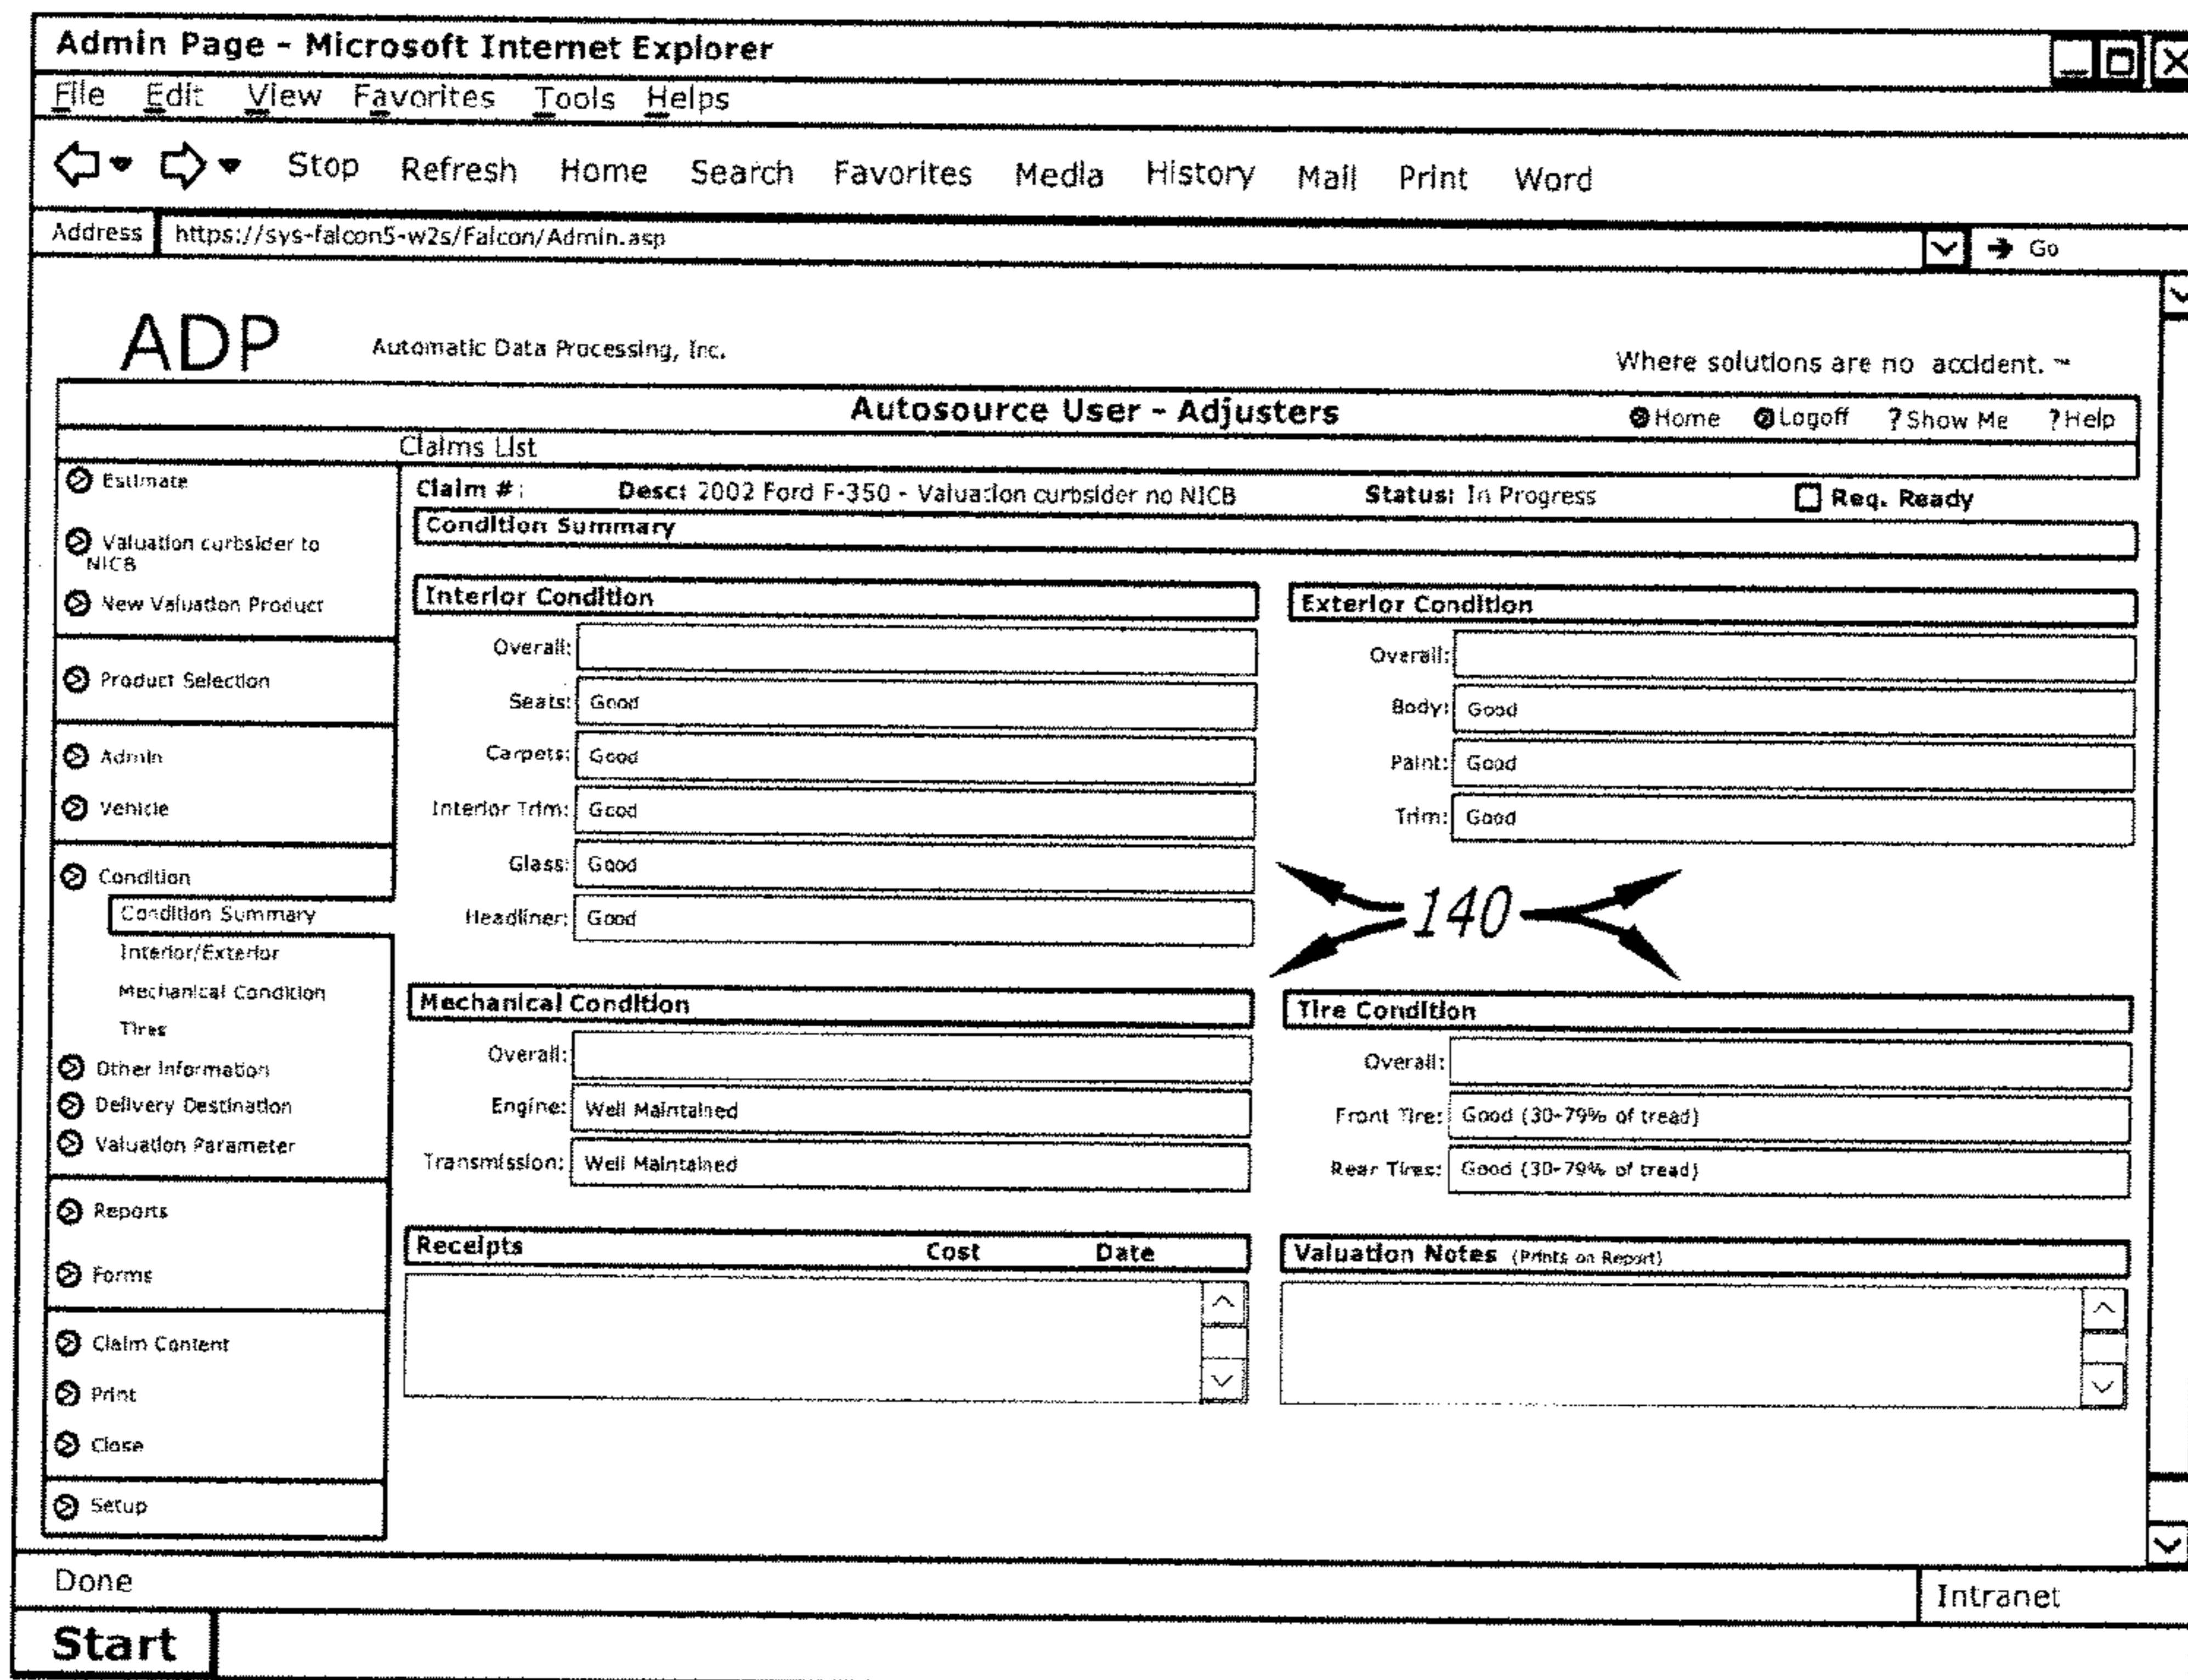 Admin Page - Microsoft Internet Explorer
File Edit View Favorites Tools Helps
Stop Refresh Home Search Favorites Media History Mail Print Word
Address https://sys-falcon5-w2s/Falcon/Admin.asp Go
ADP Automatic Data Processing, Inc. Where solutions are no accident. ™
Autosource User - Adjusters Home Logoff ? Show Me ? Help
Claims List
Estimate
Valuation curbsider to
NICB
New Valuation Product
Product Selection
Admin
Vehicle
Condition
Condition Summary
Interior/Exterior
Mechanical Condition
Tires
Other Information
Delivery Destination
Valuation Parameter
Reports
Forms
Claim Content
Print
Close
Setup
Claim #: Desc: 2002 Ford F-350 - Valuation curbsider no NICB Status: In Progress Req. Ready
Condition Summary
Interior Condition
Overall:
Seats: Good
Carpets: Good
Interior Trim: Good
Glass: Good
Headliner: Good
Exterior Condition
Overall:
Body: Good
Paint: Good
Trim: Good
140
Mechanical Condition
Overall:
Engine: Well Maintained
Transmission: Well Maintained
Tire Condition
Overall:
Front Tire: Good (30-79% of tread)
Rear Tires: Good (30-79% of tread)
Receipts Cost Date
Valuation Notes (Prints on Report)
Done Intranet
Start